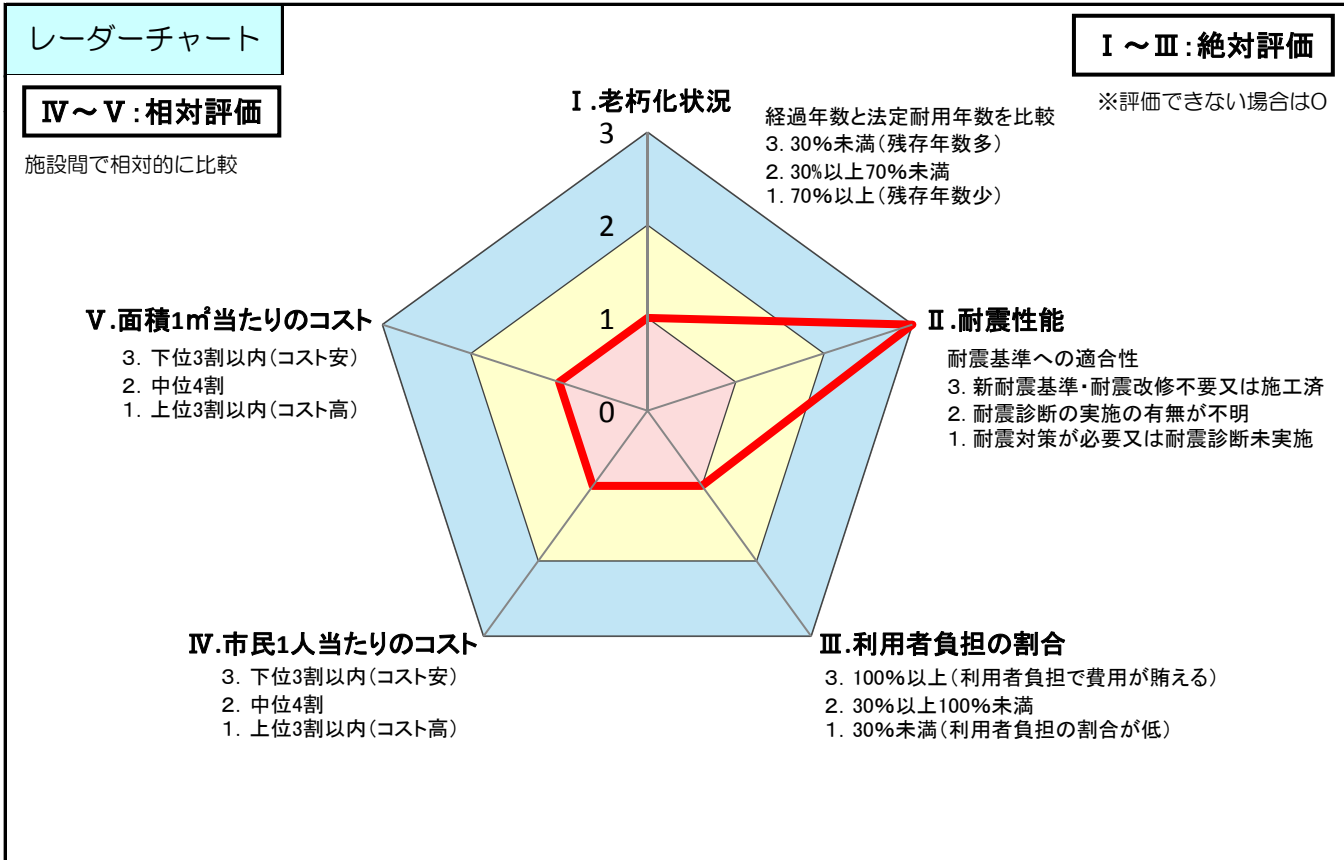 レーダーチャート
Ⅰ～Ⅲ：絶対評価
※評価できない場合は0
Ⅳ～Ⅴ：相対評価
施設間で相対的に比較
Ⅰ.老朽化状況
経過年数と法定耐用年数を比較
3. 30%未満（残存年数多）
2. 30%以上70%未満
1. 70%以上（残存年数少）
3
2
1
0
Ⅱ.耐震性能
耐震基準への適合性
3. 新耐震基準・耐震改修不要又は施工済
2. 耐震診断の実施の有無が不明
1. 耐震対策が必要又は耐震診断未実施
Ⅴ.面積1㎡当たりのコスト
3. 下位3割以内（コスト安）
2. 中位4割
1. 上位3割以内（コスト高）
Ⅳ.市民1人当たりのコスト
3. 下位3割以内（コスト安）
2. 中位4割
1. 上位3割以内（コスト高）
Ⅲ.利用者負担の割合
3. 100%以上（利用者負担で費用が賄える）
2. 30%以上100%未満
1. 30%未満（利用者負担の割合が低）